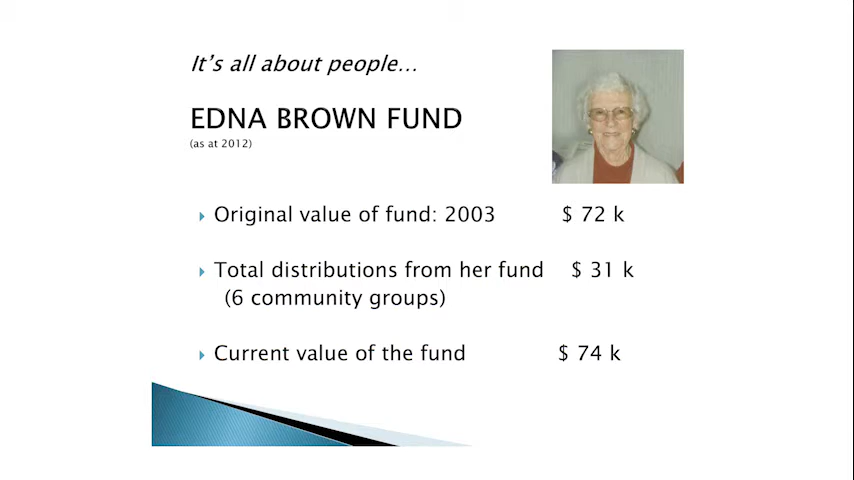 It's all about people...
EDNA BROWN FUND
(as at 2012)
Original value of fund: 2003 $ 72 k
Total distributions from her fund $ 31 k
(6 community groups)
Current value of the fund $ 74 k